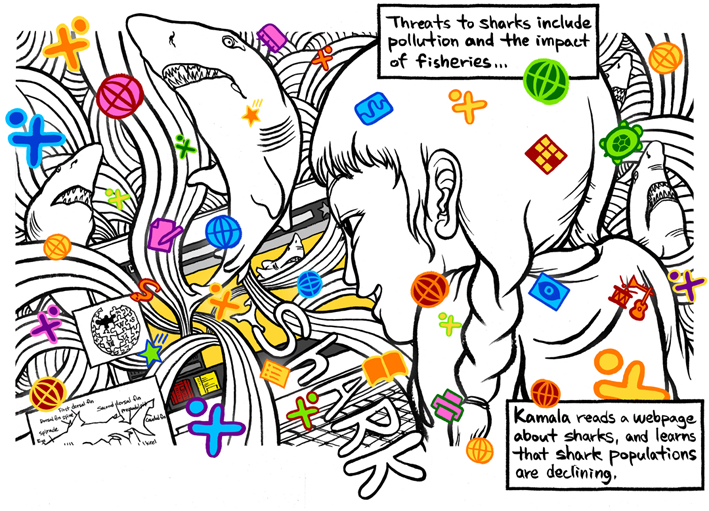 Threats to sharks include
pollution and the impact
of fisheries...
S
ShARK
First dorsal fin
Second dorsal fin
Dorsal fin spine
Caudal fin
Spiracle
Eye
Kamala reads a webpage
about sharks, and learns
that shark populations
are declining.